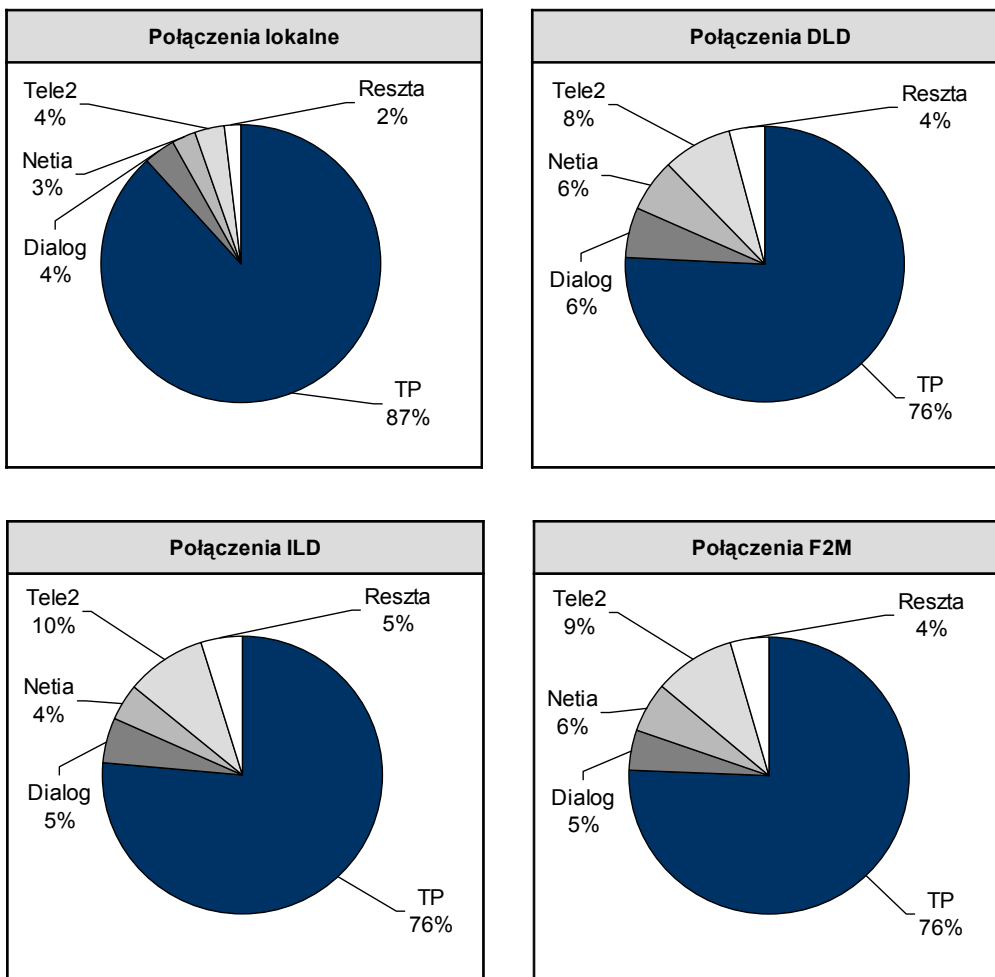 Połączenia lokalne
Tele2
4%
Reszta
2%
Netia
3%
Dialog
4%
TP
87%
Połączenia DLD
Tele2
8%
Reszta
4%
Netia
6%
Dialog
6%
TP
76%
Połączenia ILD
Tele2
10%
Reszta
5%
Netia
4%
Dialog
5%
TP
76%
Połączenia F2M
Tele2
9%
Reszta
4%
Netia
6%
Dialog
5%
TP
76%